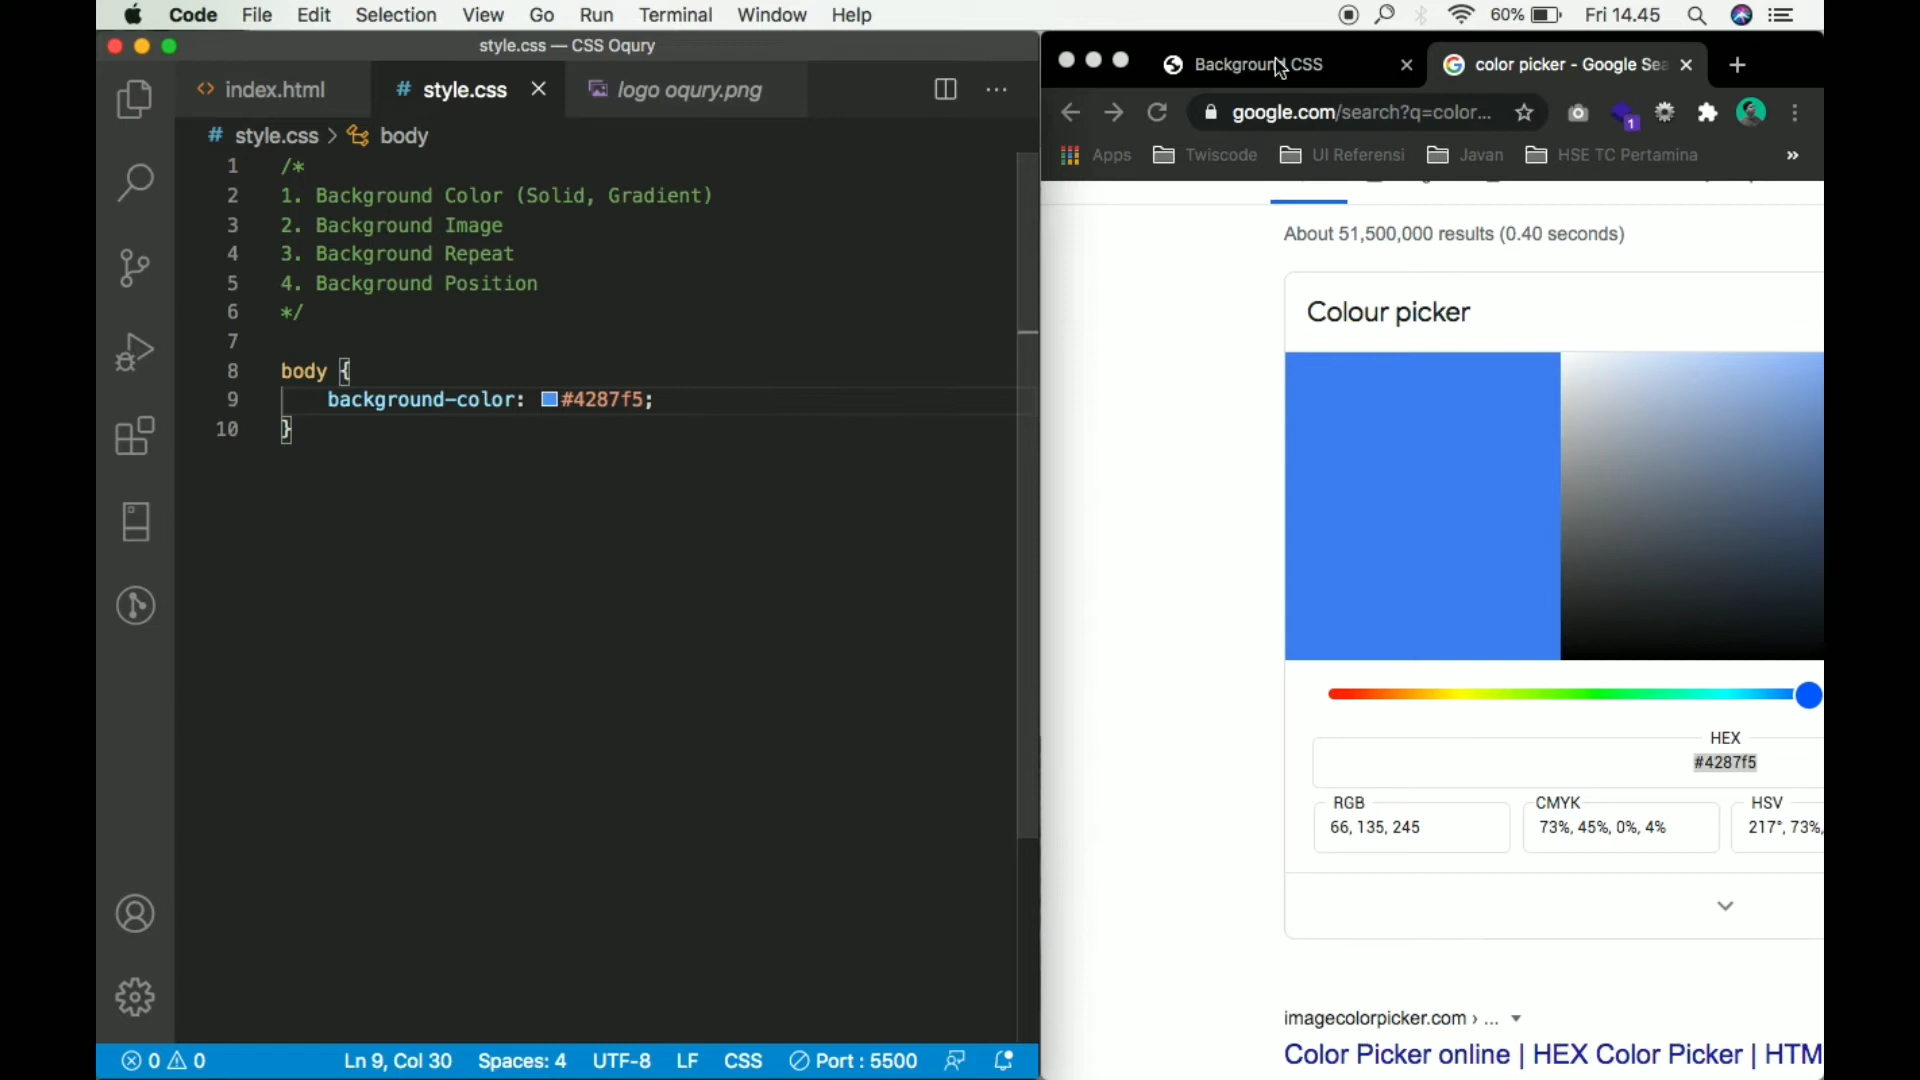 Code File Edit Selection View Go Run Terminal Window Help
60% Fri 14.45
style.css — CSS Oqury
index.html
style.css
logo oqury.png
style.css > body
1 /*
2 1. Background Color (Solid, Gradient)
3 2. Background Image
4 3. Background Repeat
5 4. Background Position
6 */
7
8 body {
9 background-color: #4287f5;
10 }
0 0 Ln 9, Col 30 Spaces: 4 UTF-8 LF CSS Port : 5500
Background CSS
color picker - Google Sea
google.com/search?q=color...
1
Apps Twiscode UI Referensi Javan HSE TC Pertamina »
About 51,500,000 results (0.40 seconds)
Colour picker
HEX
#4287f5
RGB
66, 135, 245
CMYK
73%, 45%, 0%, 4%
HSV
217°, 73%,
imagecolorpicker.com › ...
Color Picker online | HEX Color Picker | HTM